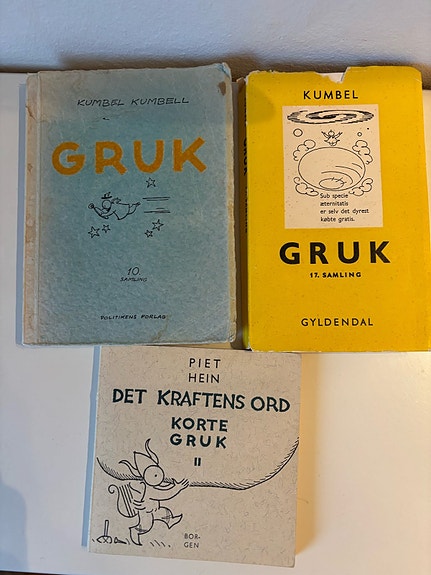 KUMBEL KUMBELL
GRUK
10
SAMLING
POLITIKENS FORLAG
KUMBEL
Sub specie
æternitatis
er selv det dyrest
købte gratis.
GRUK
17. SAMLING
GYLDENDAL
PIET
HEIN
DET KRAFTENS ORD
KORTE
GRUK
II
BOR-
GEN